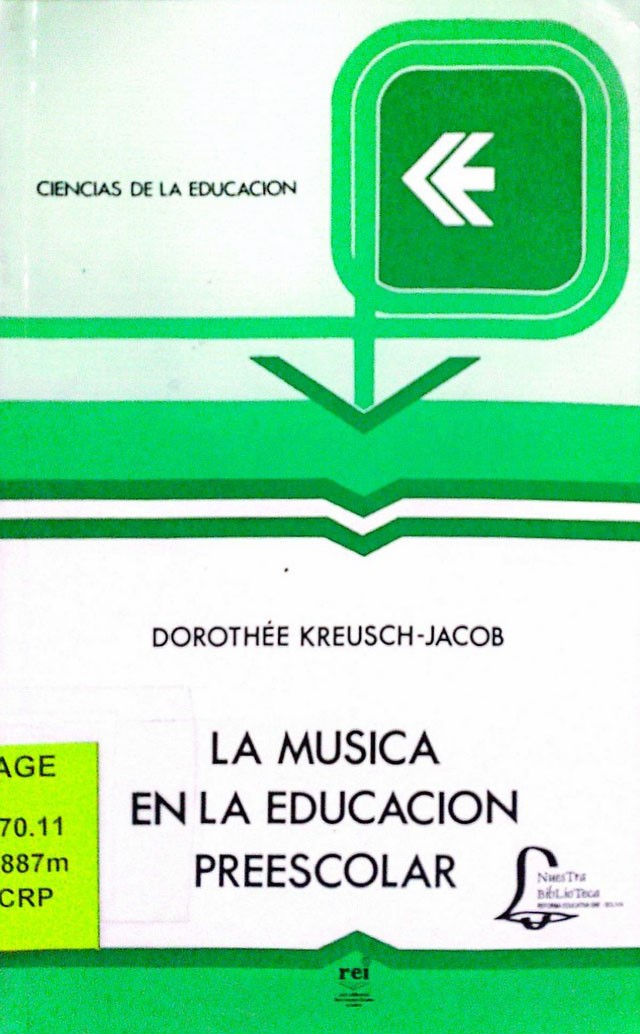 CIENCIAS DE LA EDUCACION
DOROTHÉE KREUSCH-JACOB
LA MUSICA
EN LA EDUCACION
PREESCOLAR
AGE
70.11
887m
CRP
NuesTra
BibLioTeca
rei